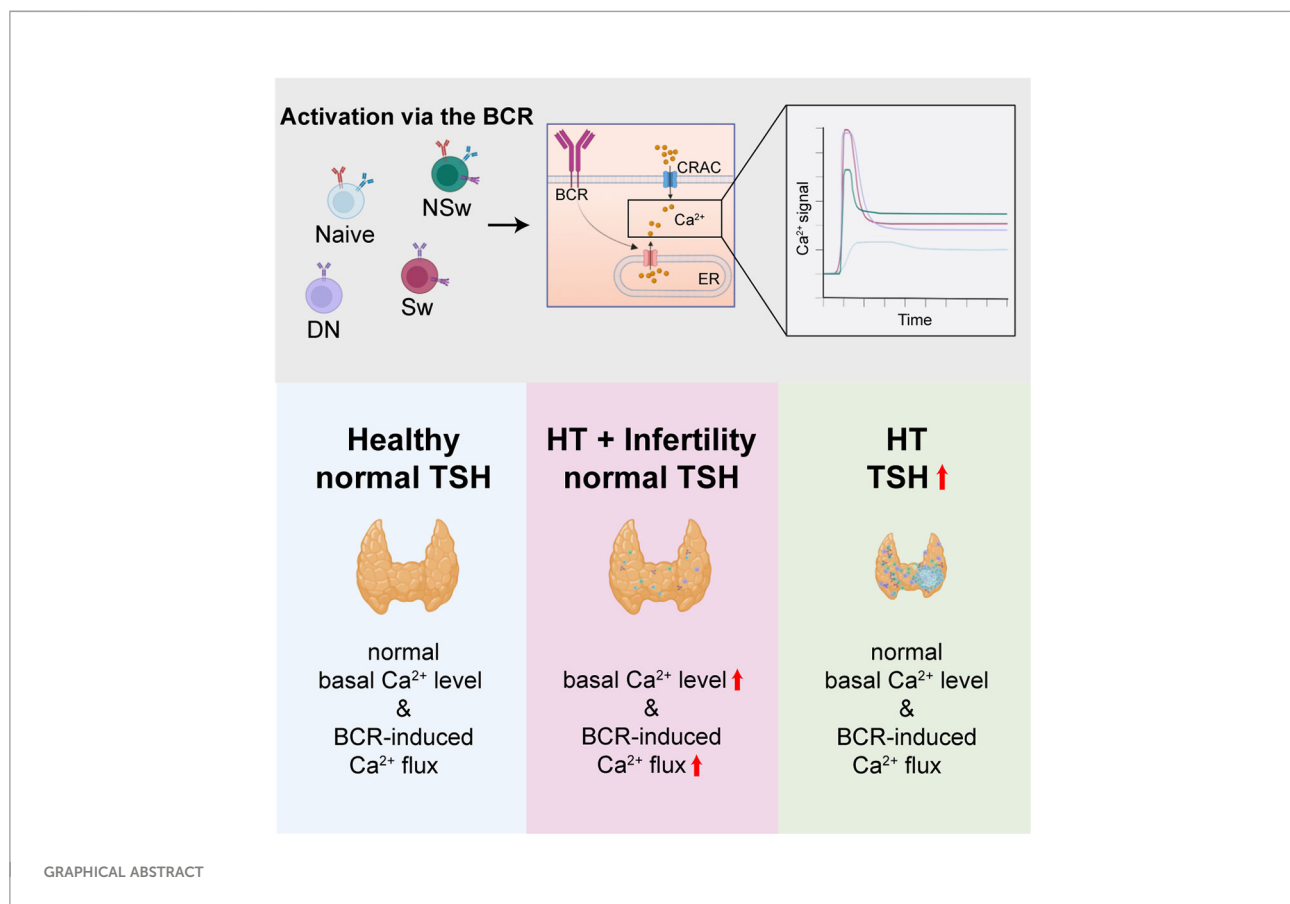 Activation via the BCR
Naive
NSw
DN
Sw
BCR
CRAC
Ca²⁺
ER
Ca²⁺ signal
Time
Healthy
normal TSH
normal
basal Ca²⁺ level
&
BCR-induced
Ca²⁺ flux
HT + Infertility
normal TSH
basal Ca²⁺ level
&
BCR-induced
Ca²⁺ flux
HT
TSH
normal
basal Ca²⁺ level
&
BCR-induced
Ca²⁺ flux
GRAPHICAL ABSTRACT